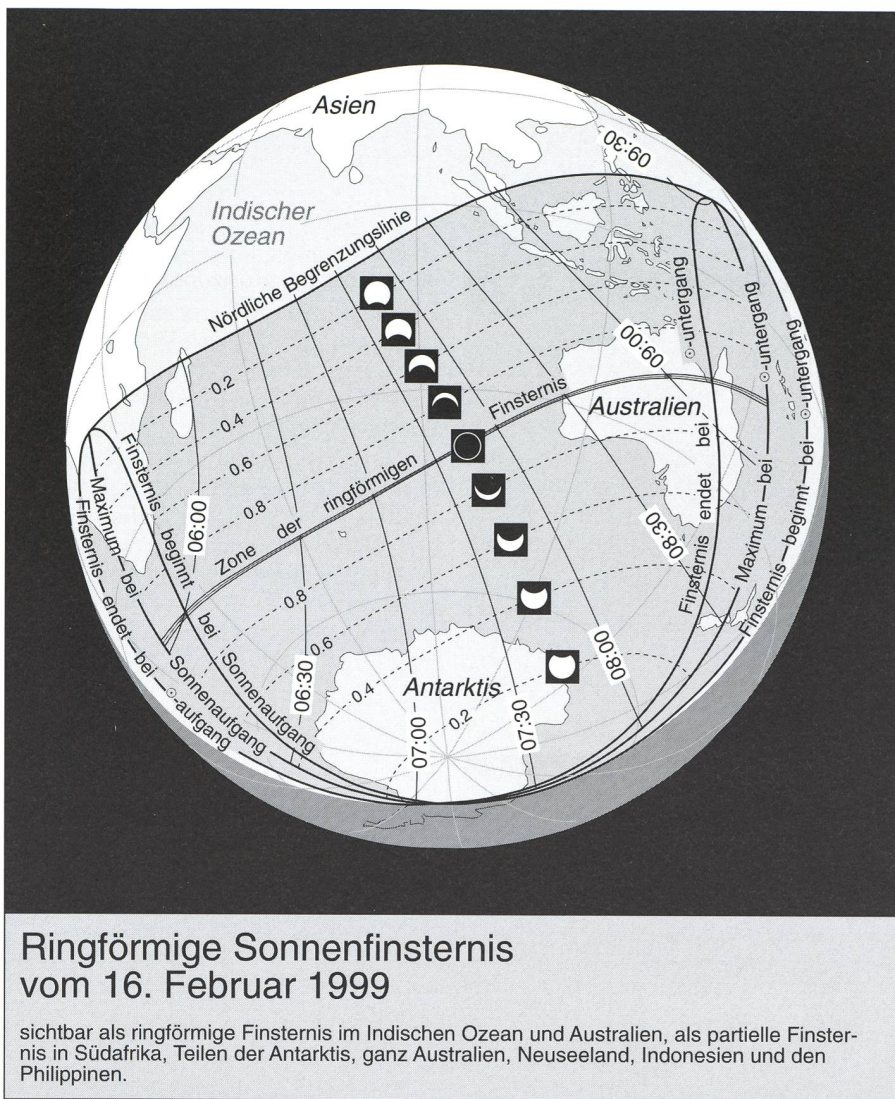 Asien
09:30
Indischer
Ozean
Nördliche Begrenzungslinie
0.2
0.4
0.6
0.8
Zone der ringförmigen Finsternis
Australien
09:00
08:30
08:00
07:30
07:00
06:30
06:00
0.8
0.6
0.4
0.2
Antarktis
Finsternis beginnt bei Sonnenaufgang
Maximum bei Sonnenaufgang
Finsternis endet bei ☉-aufgang
Finsternis endet bei ☉-untergang
Maximum bei ☉-untergang
Finsternis beginnt bei ☉-untergang
Ringförmige Sonnenfinsternis
vom 16. Februar 1999
sichtbar als ringförmige Finsternis im Indischen Ozean und Australien, als partielle Finster-
nis in Südafrika, Teilen der Antarktis, ganz Australien, Neuseeland, Indonesien und den
Philippinen.